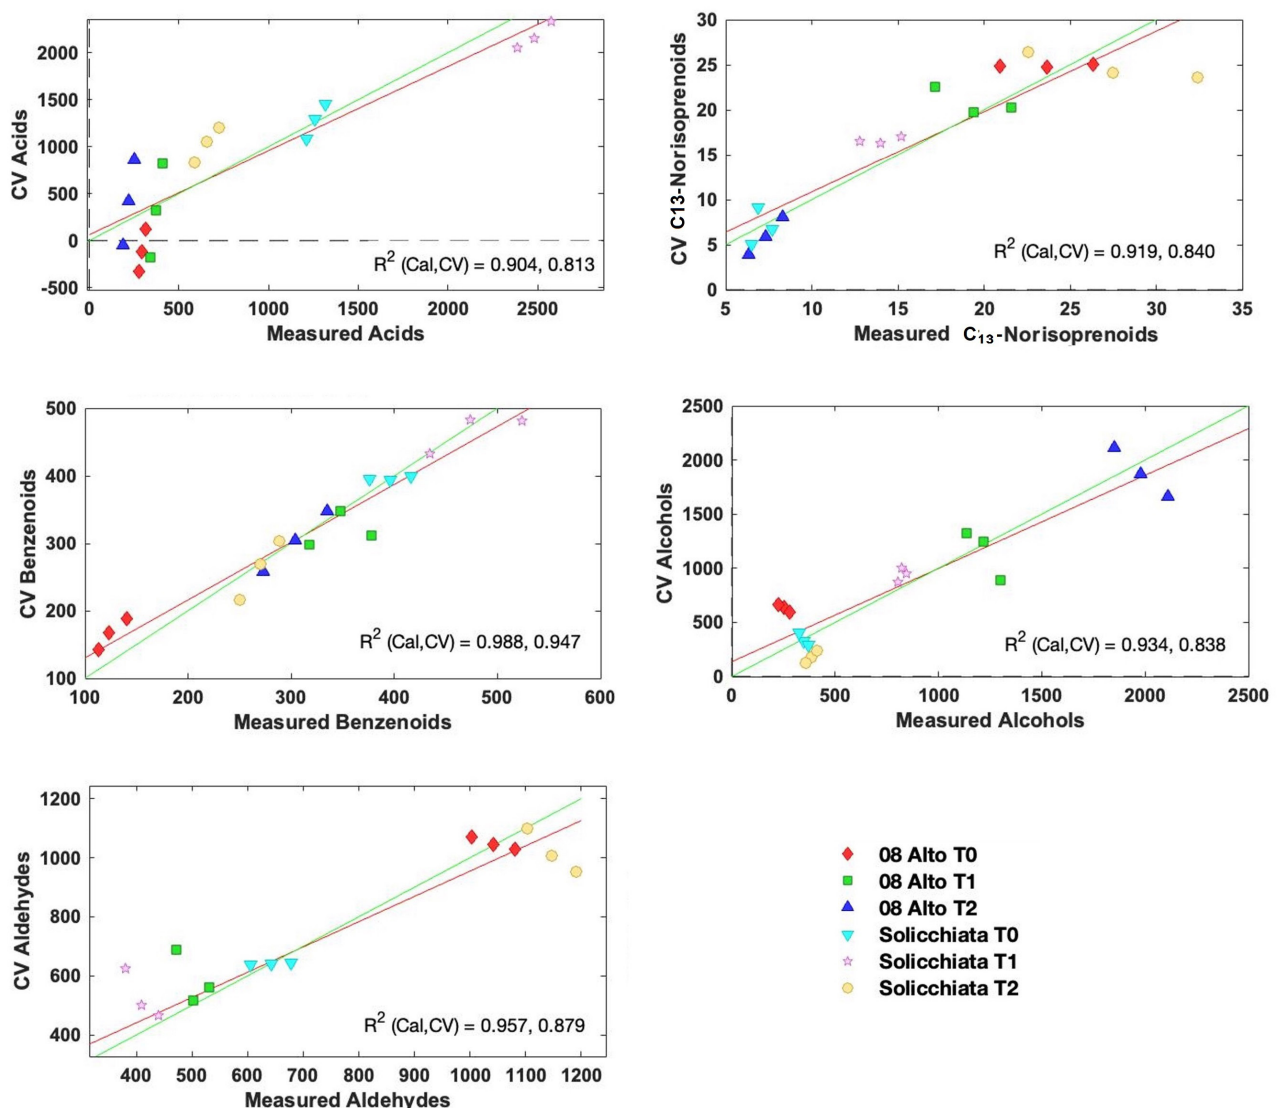 2000
1500
1000
500
0
-500
CV Acids
R² (Cal,CV) = 0.904, 0.813
0 500 1000 1500 2000 2500
Measured Acids
30
25
20
15
10
5
0
CV C13-Norisoprenoids
R² (Cal,CV) = 0.919, 0.840
5 10 15 20 25 30 35
Measured C₁₃-Norisoprenoids
500
400
300
200
100
CV Benzenoids
R² (Cal,CV) = 0.988, 0.947
100 200 300 400 500 600
Measured Benzenoids
2500
2000
1500
1000
500
0
CV Alcohols
R² (Cal,CV) = 0.934, 0.838
0 500 1000 1500 2000 2500
Measured Alcohols
1200
1000
800
600
400
CV Aldehydes
R² (Cal,CV) = 0.957, 0.879
400 500 600 700 800 900 1000 1100 1200
Measured Aldehydes
08 Alto T0
08 Alto T1
08 Alto T2
Solicchiata T0
Solicchiata T1
Solicchiata T2